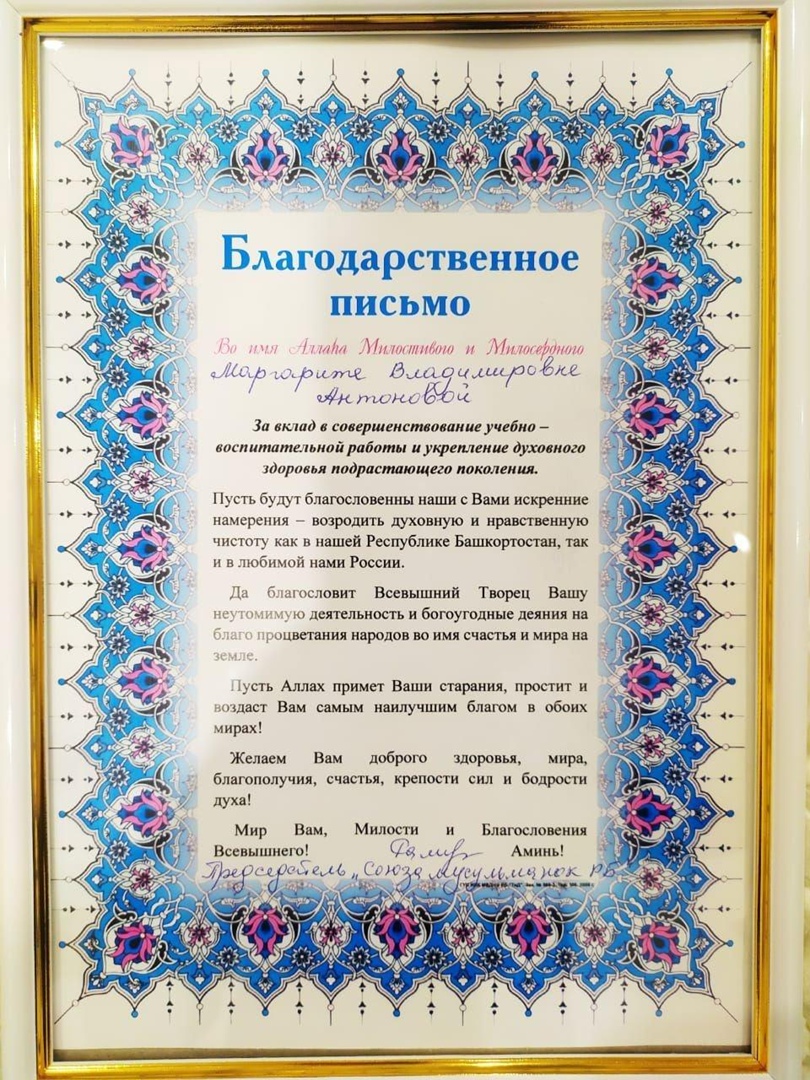 Благодарственное
письмо
Во имя Аллаһа Милостивого и Милосердного
Маргарите Владимировне
Антоновой
За вклад в совершенствование учебно –
воспитательной работы и укрепление духовного
здоровья подрастающего поколения.
Пусть будут благословенны наши с Вами искренние
намерения – возродить духовную и нравственную
чистоту как в нашей Республике Башкортостан, так
и в любимой нами России.
Да благословит Всевышний Творец Вашу
неутомимую деятельность и богоугодные деяния на
благо процветания народов во имя счастья и мира на
земле.
Пусть Аллах примет Ваши старания, простит и
воздаст Вам самым наилучшим благом в обоих
мирах!
Желаем Вам доброго здоровья, мира,
благополучия, счастья, крепости сил и бодрости
духа!
Мир Вам, Милости и Благословения
Всевышнего! Аминь!
Председатель „Союза мусульманок РБ